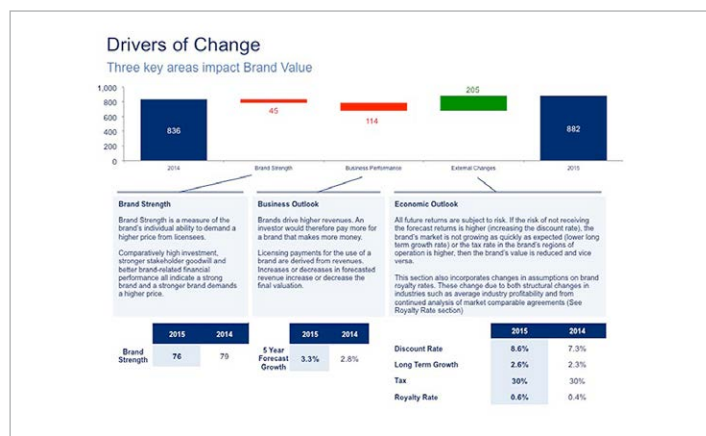 Drivers of Change
Three key areas impact Brand Value
1,000
800
600
400
200
0
836
45
114
205
882
2014
Brand Strength
Business Performance
External Changes
2015
Brand Strength
Brand Strength is a measure of the
brand's individual ability to demand a
higher price from licensees.
Comparatively high investment,
stronger stakeholder goodwill and
better brand-related financial
performance all indicate a strong
brand and a stronger brand demands
a higher price.
Business Outlook
Brands drive higher revenues. An
investor would therefore pay more for
a brand that makes more money.
Licensing payments for the use of a
brand are derived from revenues.
Increases or decreases in forecasted
revenue increase or decrease the
final valuation.
Economic Outlook
All future returns are subject to risk. If the risk of not receiving
the forecast returns is higher (increasing the discount rate), the
brand's market is not growing as quickly as expected (lower long
term growth rate) or the tax rate in the brand's regions of
operation is higher, then the brand's value is reduced and vice
versa.
This section also incorporates changes in assumptions on brand
royalty rates. These change due to both structural changes in
industries such as average industry profitability and from
continued analysis of market comparable agreements (See
Royalty Rate section)
2015 2014
Brand
Strength 76 79
2015 2014
5 Year
Forecast 3.3% 2.8%
Growth
2015 2014
Discount Rate 8.6% 7.3%
Long Term Growth 2.6% 2.3%
Tax 30% 30%
Royalty Rate 0.6% 0.4%